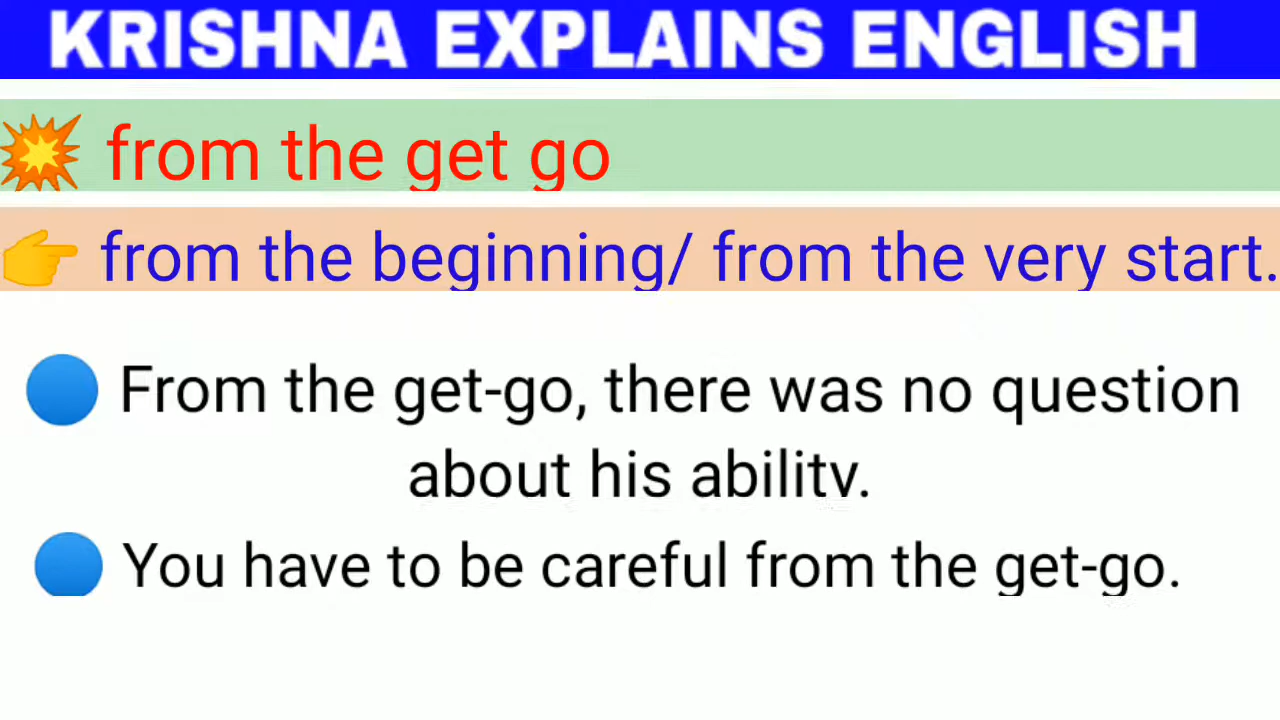 KRISHNA EXPLAINS ENGLISH
💥 from the get go
👉 from the beginning/ from the very start.
🔵 From the get-go, there was no question
about his ability.
🔵 You have to be careful from the get-go.